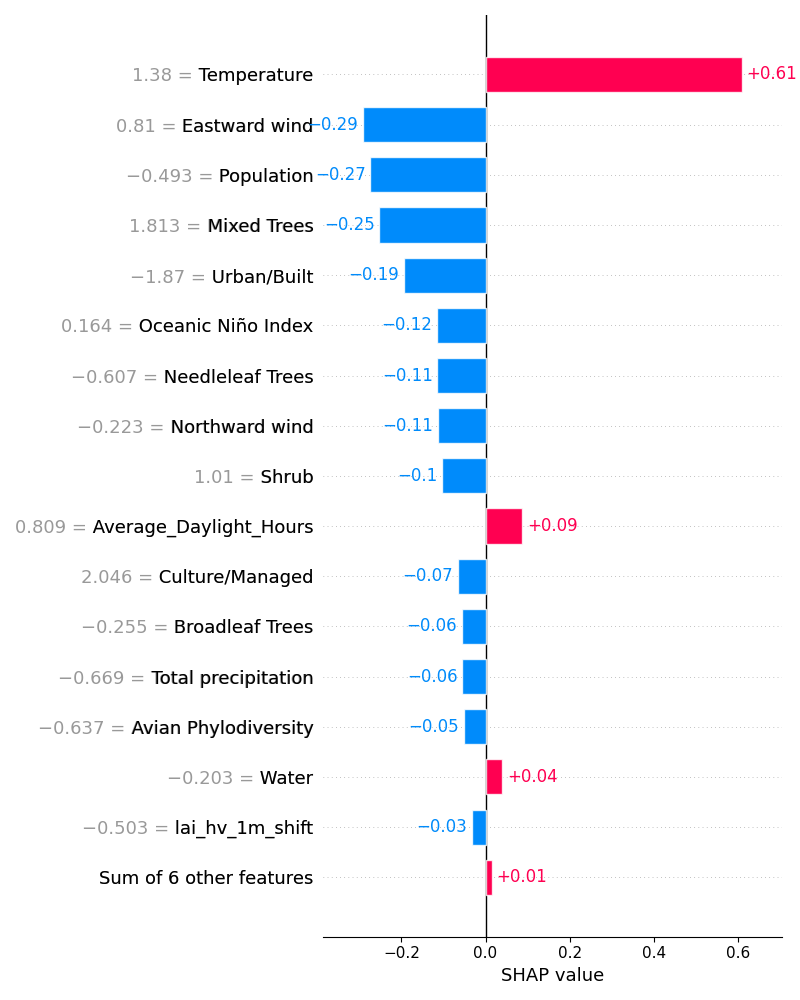 1.38 = Temperature +0.61
0.81 = Eastward wind −0.29
−0.493 = Population −0.27
1.813 = Mixed Trees −0.25
−1.87 = Urban/Built −0.19
0.164 = Oceanic Niño Index −0.12
−0.607 = Needleleaf Trees −0.11
−0.223 = Northward wind −0.11
1.01 = Shrub −0.1
0.809 = Average_Daylight_Hours +0.09
2.046 = Culture/Managed −0.07
−0.255 = Broadleaf Trees −0.06
−0.669 = Total precipitation −0.06
−0.637 = Avian Phylodiversity −0.05
−0.203 = Water +0.04
−0.503 = lai_hv_1m_shift −0.03
Sum of 6 other features +0.01
−0.2 0.0 0.2 0.4 0.6
SHAP value